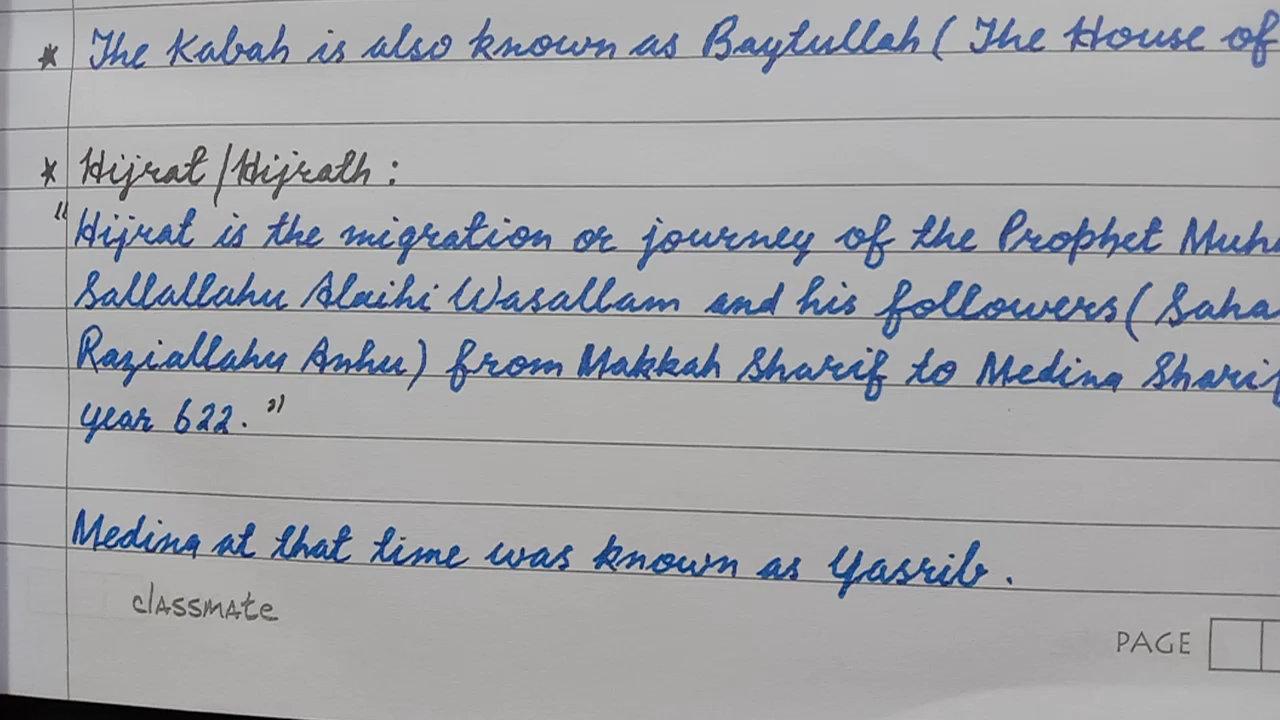 * The Kabah is also known as Baytullah ( The House of
* Hijrat / Hijrath :
"Hijrat is the migration or journey of the Prophet Muh
Sallallahu Alaihi Wasallam and his followers ( Saha
Raziallahu Anhu ) from Makkah Sharif to Medina Sharif
year 622."
Medina at that time was known as Yasrib .
classmate
PAGE